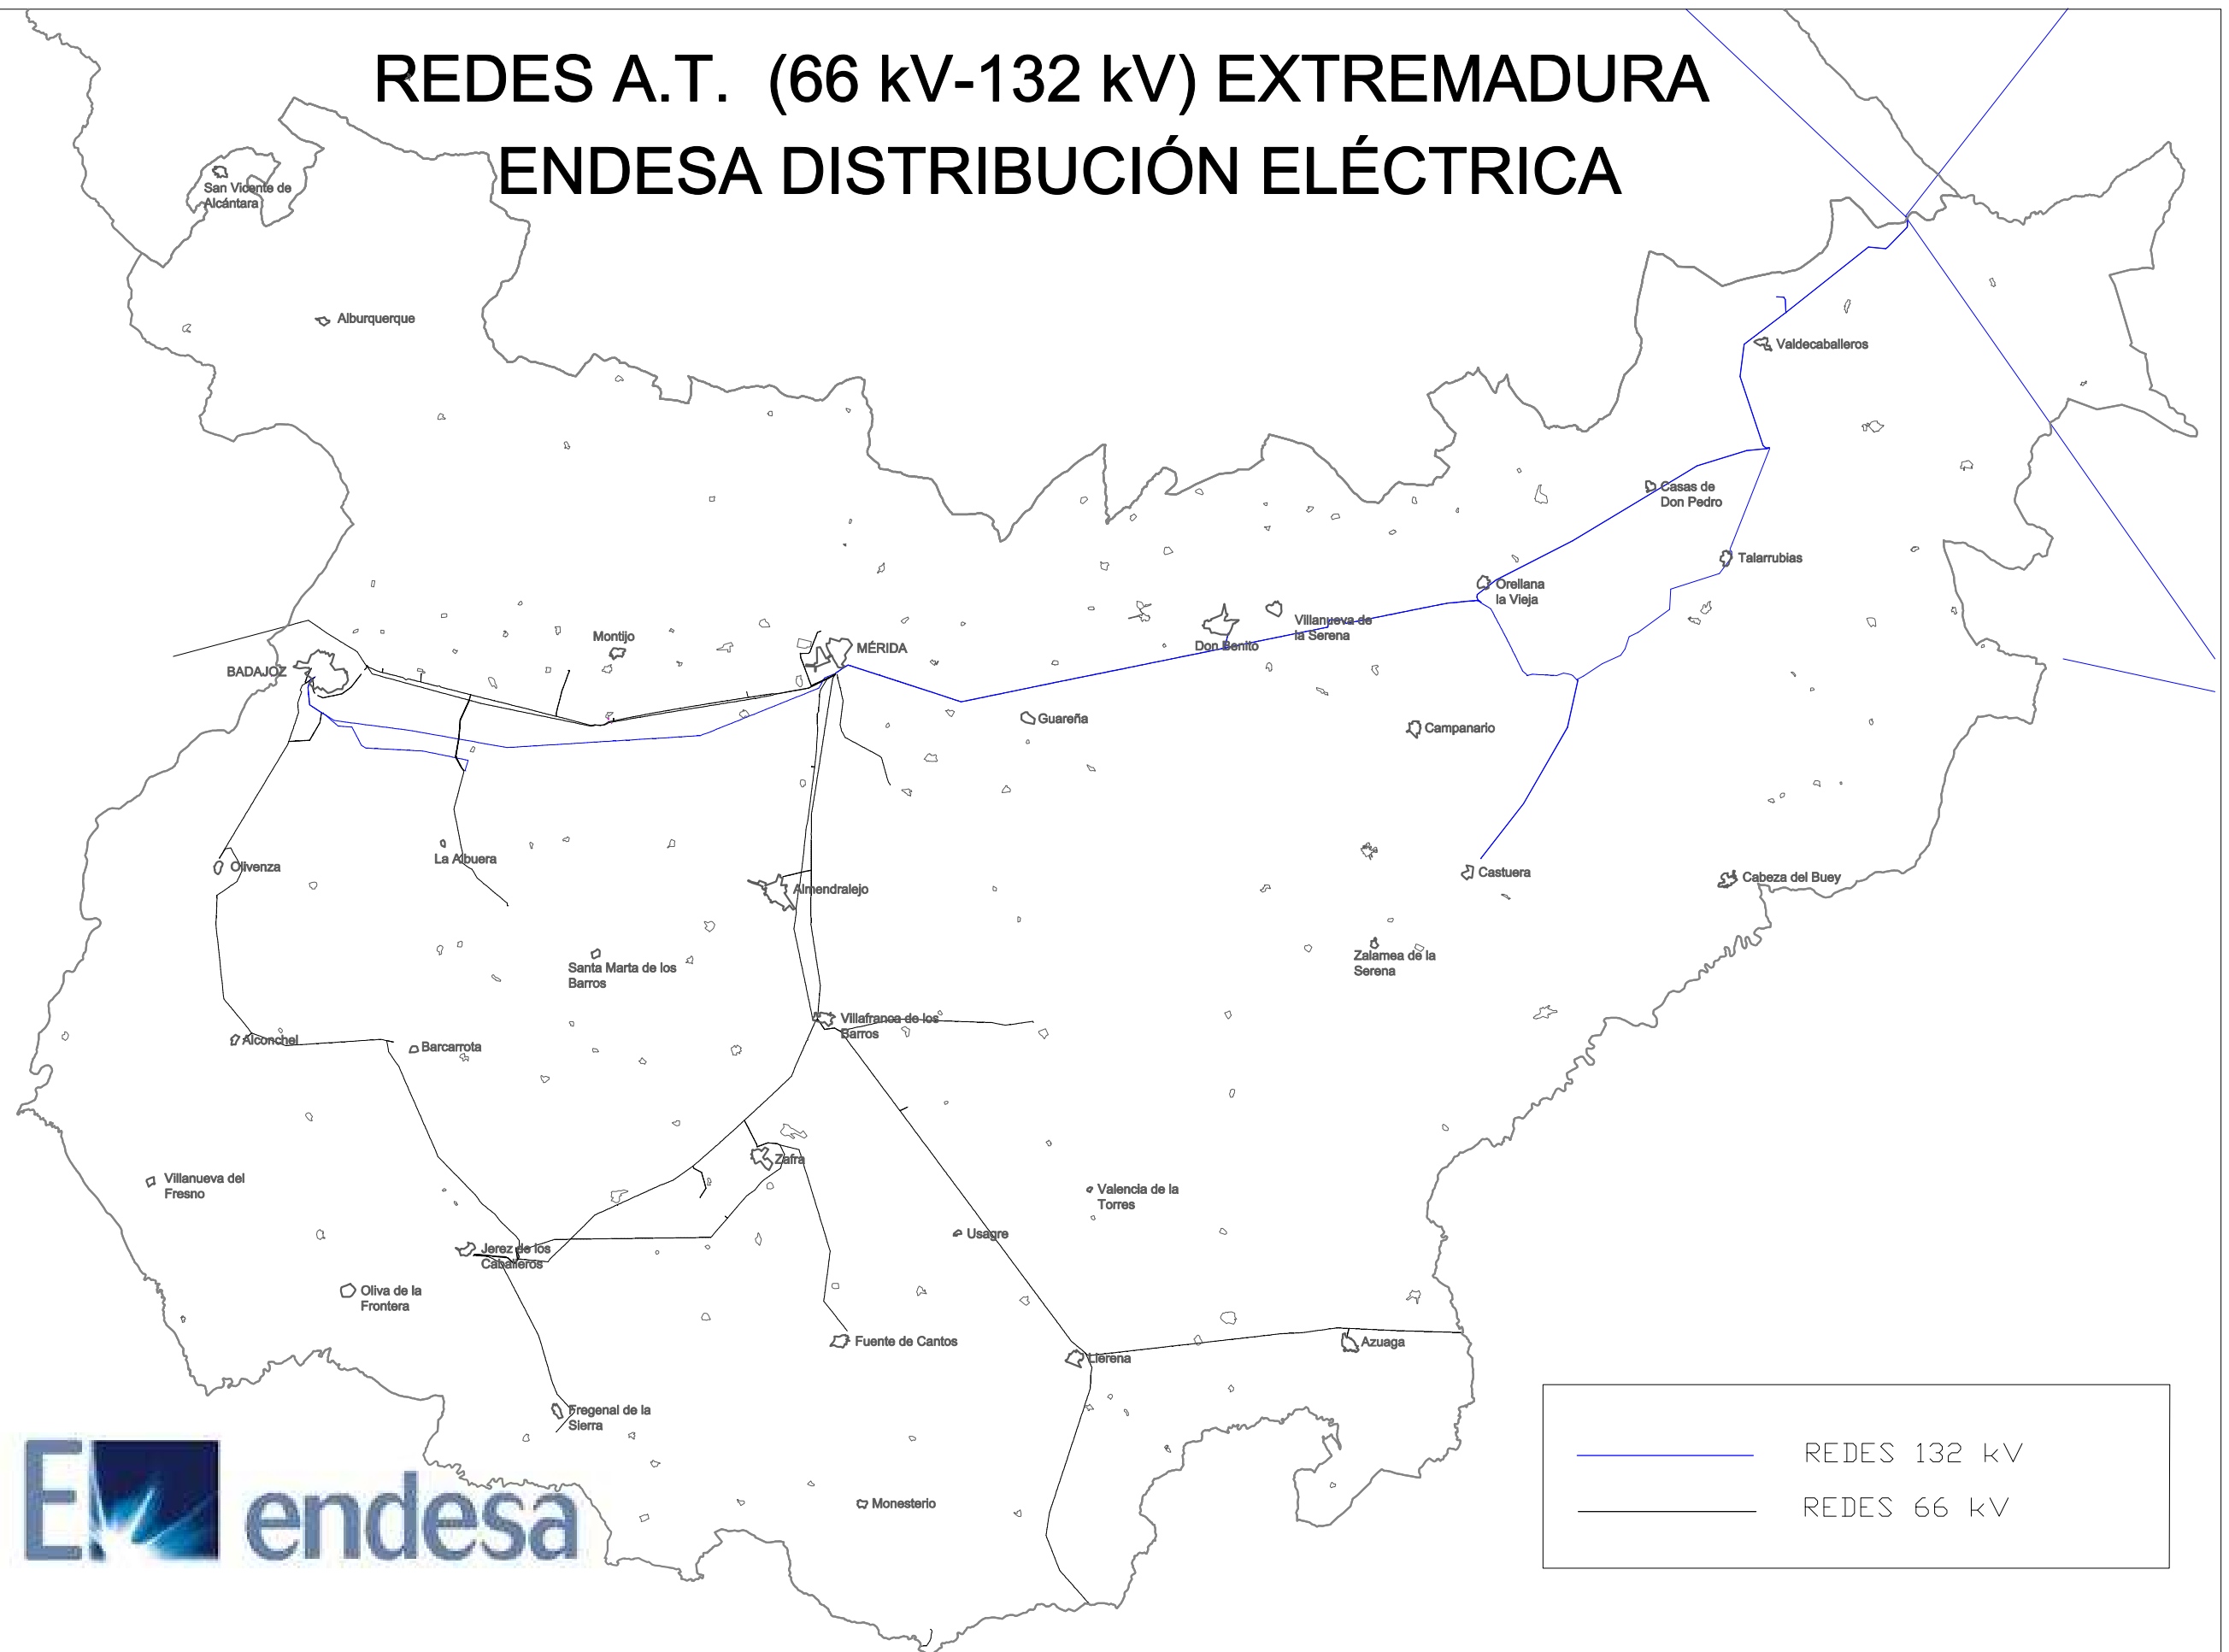 REDES A.T. (66 kV-132 kV) EXTREMADURA
ENDESA DISTRIBUCIÓN ELÉCTRICA
San Vicente de
Alcántara
Alburquerque
Valdecaballeros
Casas de
Don Pedro
Talarrubias
Orellana
la Vieja
Villanueva de
la Serena
Don Benito
Montijo
MÉRIDA
BADAJOZ
Guareña
Campanario
La Albuera
Olivenza
Almendralejo
Castuera
Cabeza del Buey
Zalamea de la
Serena
Santa Marta de los
Barros
Villafranca de los
Barros
Alconchel
Barcarrota
Zafra
Villanueva del
Fresno
Valencia de la
Torres
Usagre
Jerez de los
Caballeros
Oliva de la
Frontera
Fuente de Cantos
Llerena
Azuaga
Fregenal de la
Sierra
Monesterio
E endesa
REDES 132 kV
REDES 66 kV